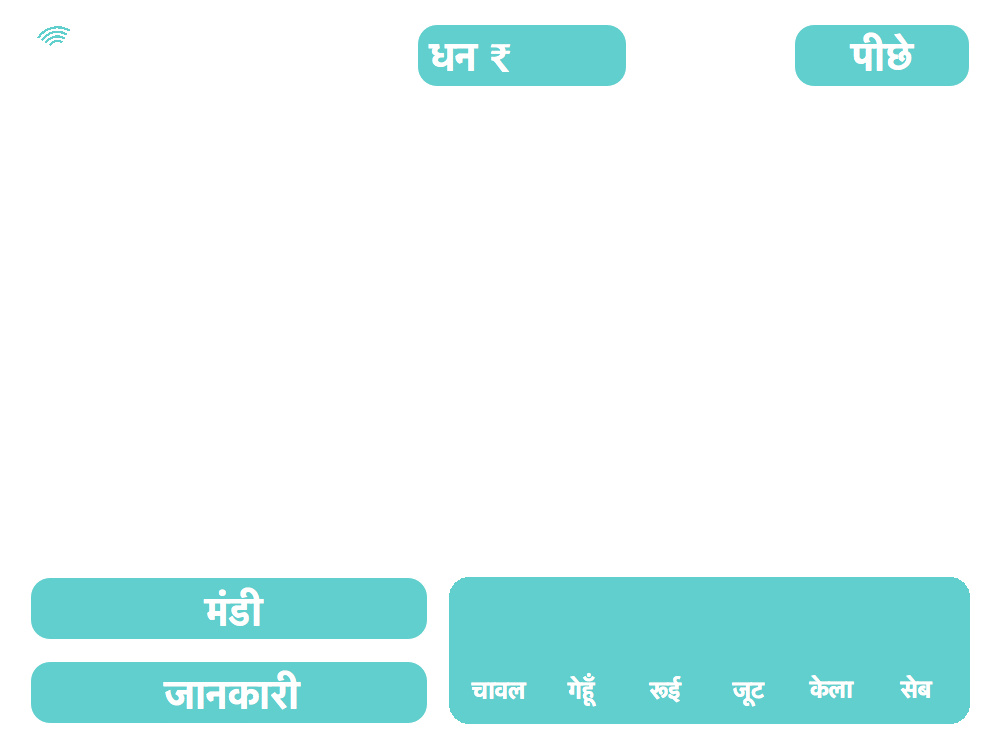 धन ₹
पीछे
मंडी
जानकारी
चावल गेहूँ रूई जूट केला सेब